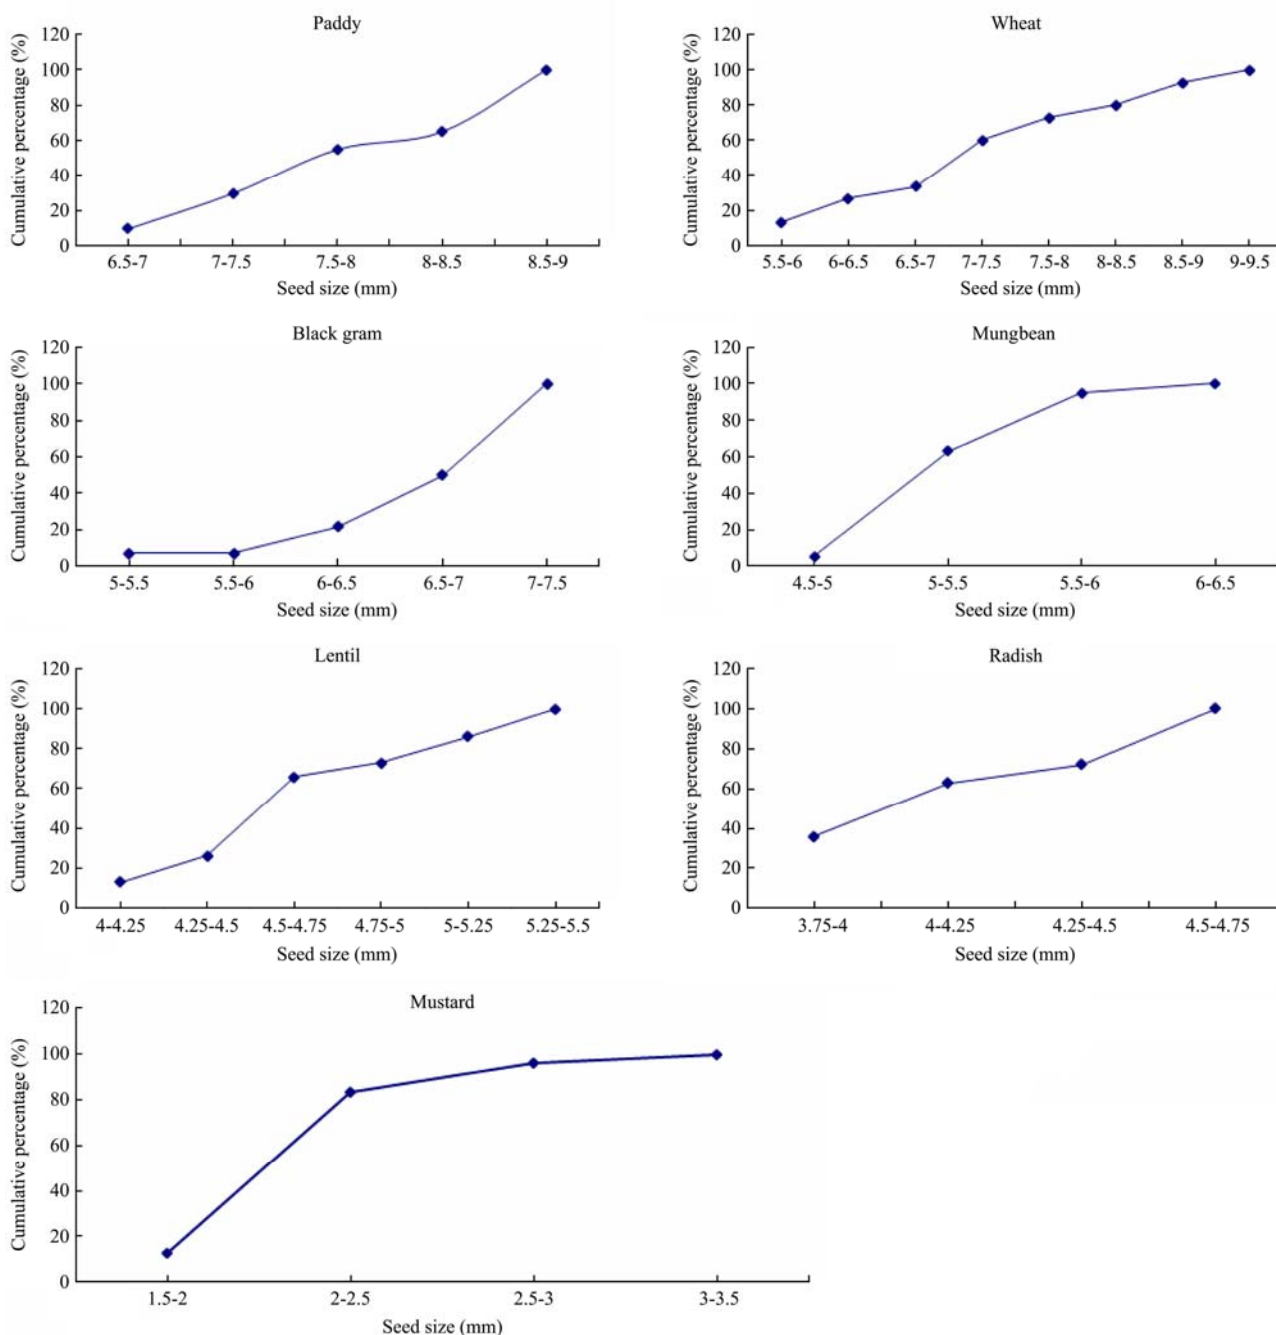 Paddy
Cumulative percentage (%)
120
100
80
60
40
20
0
6.5-7 7-7.5 7.5-8 8-8.5 8.5-9
Seed size (mm)
Wheat
Cumulative percentage (%)
120
100
80
60
40
20
0
5.5-6 6-6.5 6.5-7 7-7.5 7.5-8 8-8.5 8.5-9 9-9.5
Seed size (mm)
Black gram
Cumulative percentage (%)
120
100
80
60
40
20
0
5-5.5 5.5-6 6-6.5 6.5-7 7-7.5
Seed size (mm)
Mungbean
Cumulative percentage (%)
120
100
80
60
40
20
0
4.5-5 5-5.5 5.5-6 6-6.5
Seed size (mm)
Lentil
Cumulative percentage (%)
120
100
80
60
40
20
0
4-4.25 4.25-4.5 4.5-4.75 4.75-5 5-5.25 5.25-5.5
Seed size (mm)
Radish
Cumulative percentage (%)
120
100
80
60
40
20
0
3.75-4 4-4.25 4.25-4.5 4.5-4.75
Seed size (mm)
Mustard
Cumulative percentage (%)
120
100
80
60
40
20
0
1.5-2 2-2.5 2.5-3 3-3.5
Seed size (mm)